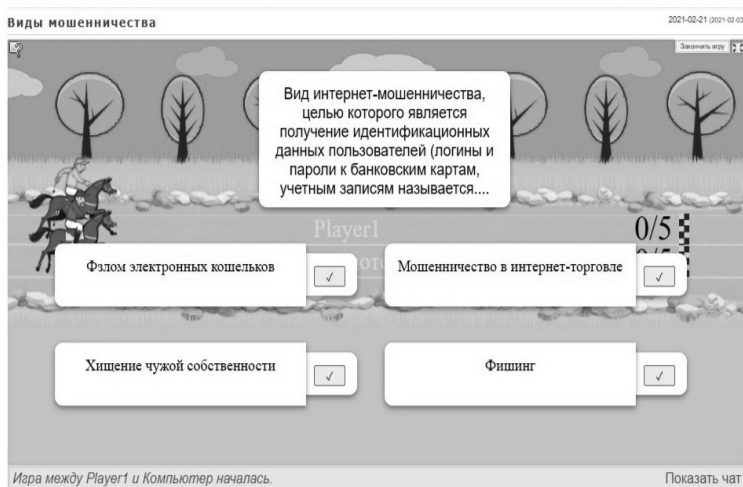 Виды мошенничества
2021-02-21 (2021-02-03
Закончить игру
Вид интернет-мошенничества,
целью которого является
получение идентификационных
данных пользователей (логины и
пароли к банковским картам,
учетным записям называется....
Player1
0/5
Фзлом электронных кошельков
Мошенничество в интернет-торговле
Хищение чужой собственности
Фишинг
Игра между Player1 и Компьютер началась.
Показать чат